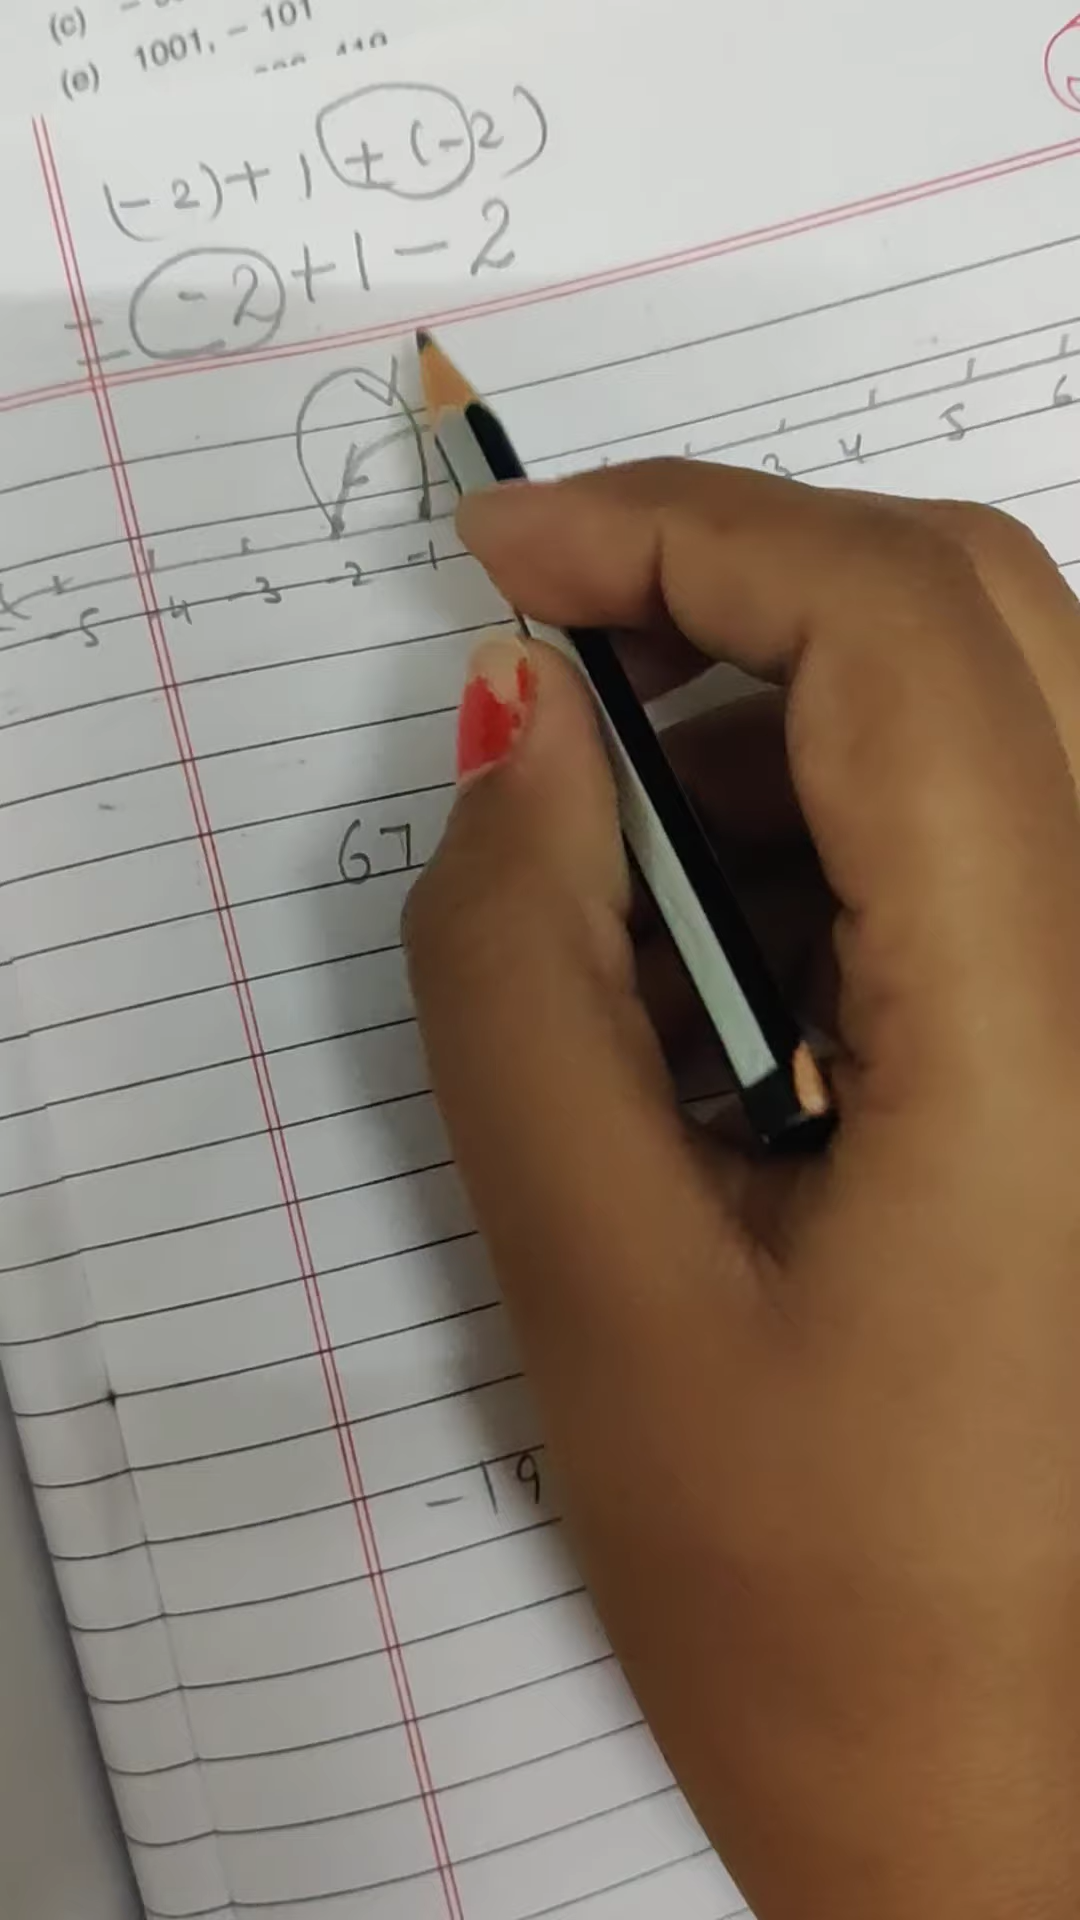 (c) -
(e) 1001, - 101
(-2)+1+(-2)
= -2+1-2
3 4 5 6
-5 -4 -3 -2 -1
67
-19